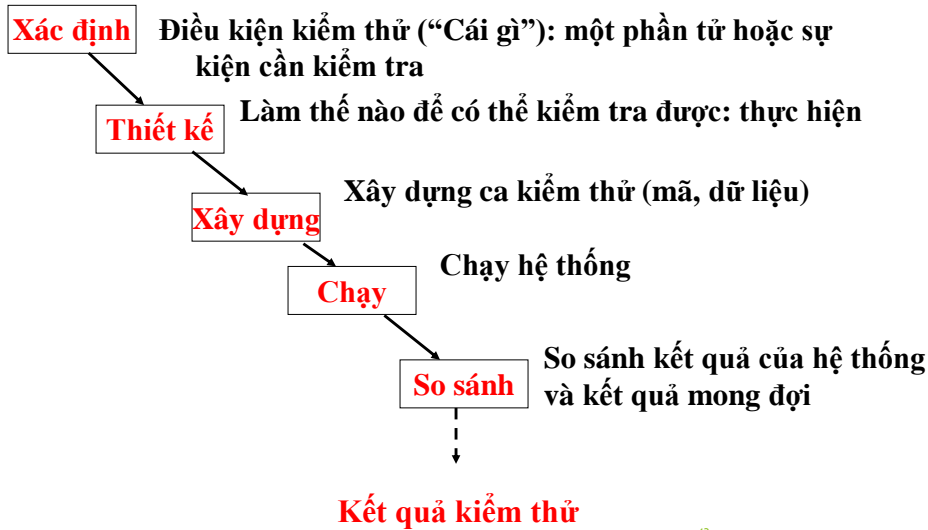 Xác định
Điều kiện kiểm thử (“Cái gì”): một phần tử hoặc sự
kiện cần kiểm tra
Thiết kế
Làm thế nào để có thể kiểm tra được: thực hiện
Xây dựng
Xây dựng ca kiểm thử (mã, dữ liệu)
Chạy
Chạy hệ thống
So sánh
So sánh kết quả của hệ thống
và kết quả mong đợi
Kết quả kiểm thử